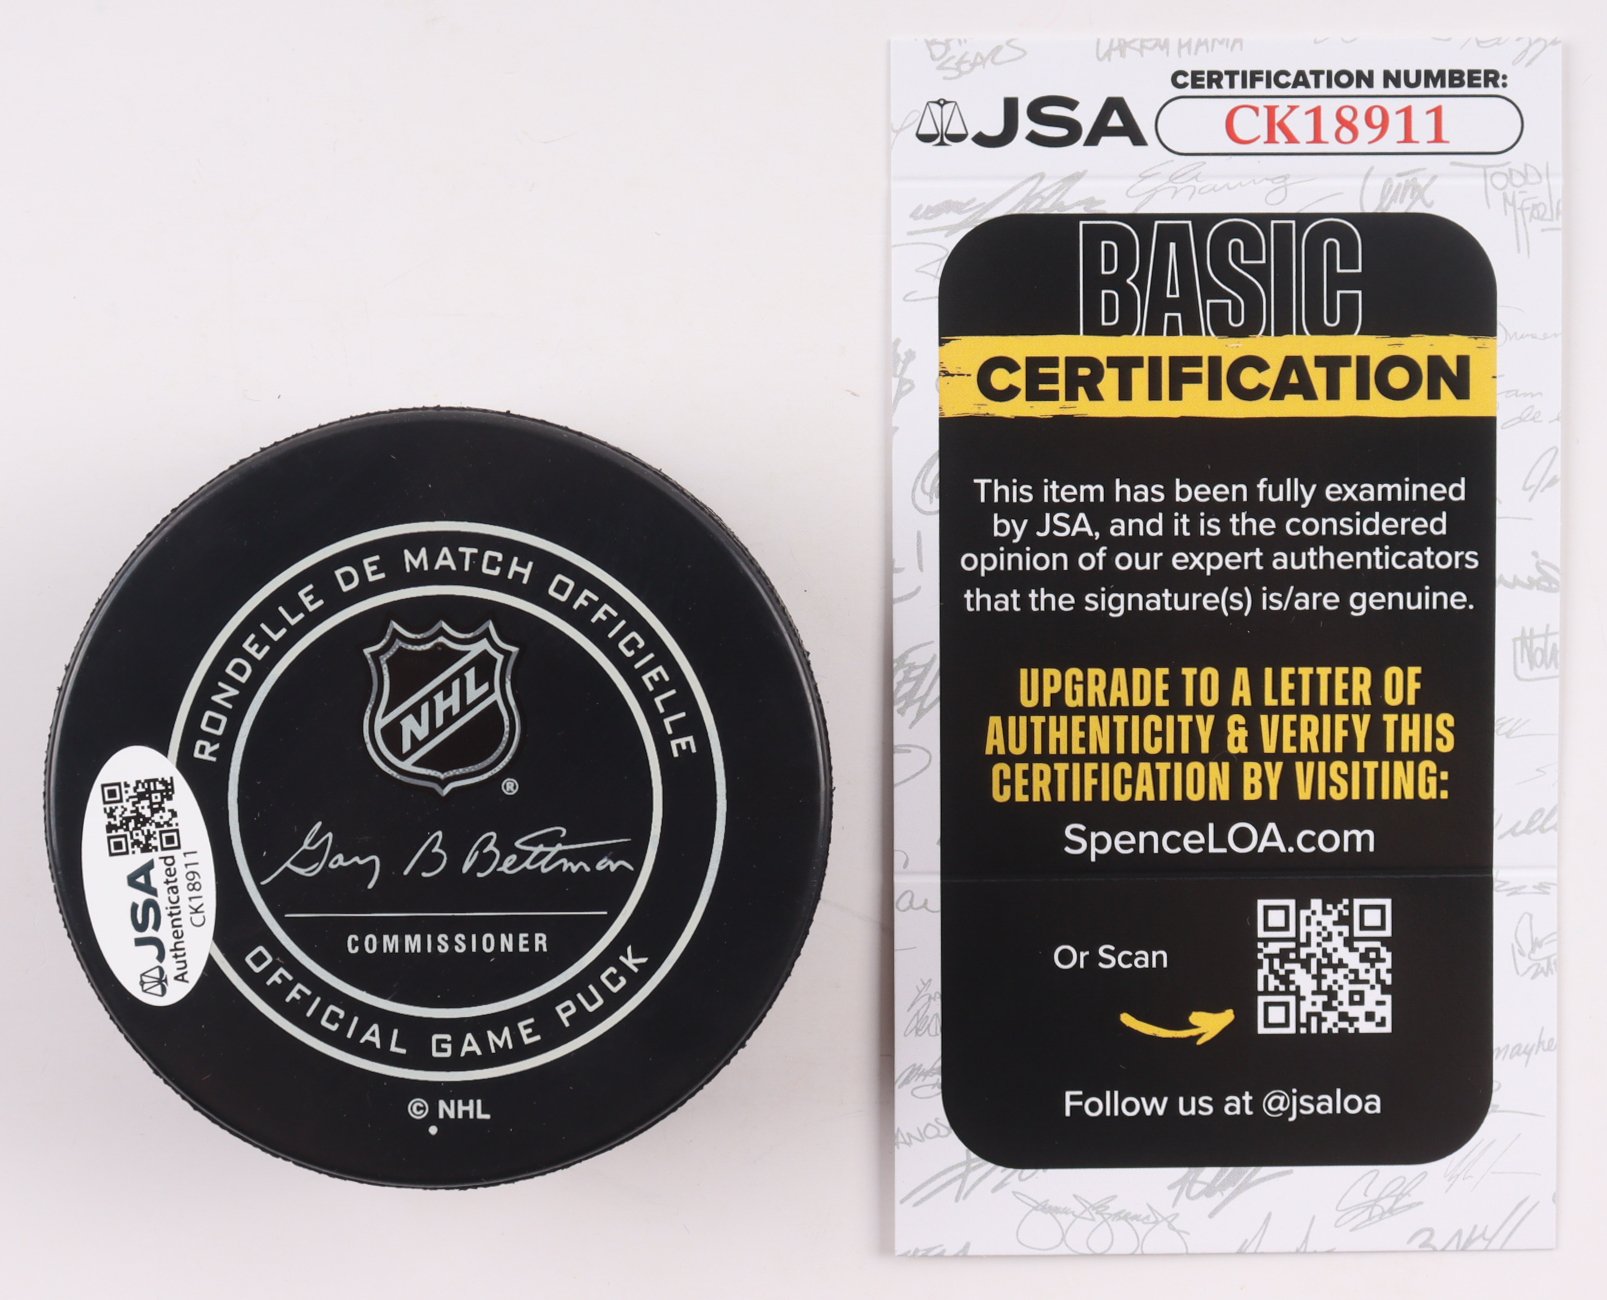 RONDELLE DE MATCH OFFICIELLE
NHL
®
Gary B Bettman
COMMISSIONER
OFFICIAL GAME PUCK
© NHL
JSA
Authenticated
CK18911
CERTIFICATION NUMBER:
JSA CK18911
BASIC
CERTIFICATION
This item has been fully examined
by JSA, and it is the considered
opinion of our expert authenticators
that the signature(s) is/are genuine.
UPGRADE TO A LETTER OF
AUTHENTICITY & VERIFY THIS
CERTIFICATION BY VISITING:
SpenceLOA.com
Or Scan
Follow us at @jsaloa